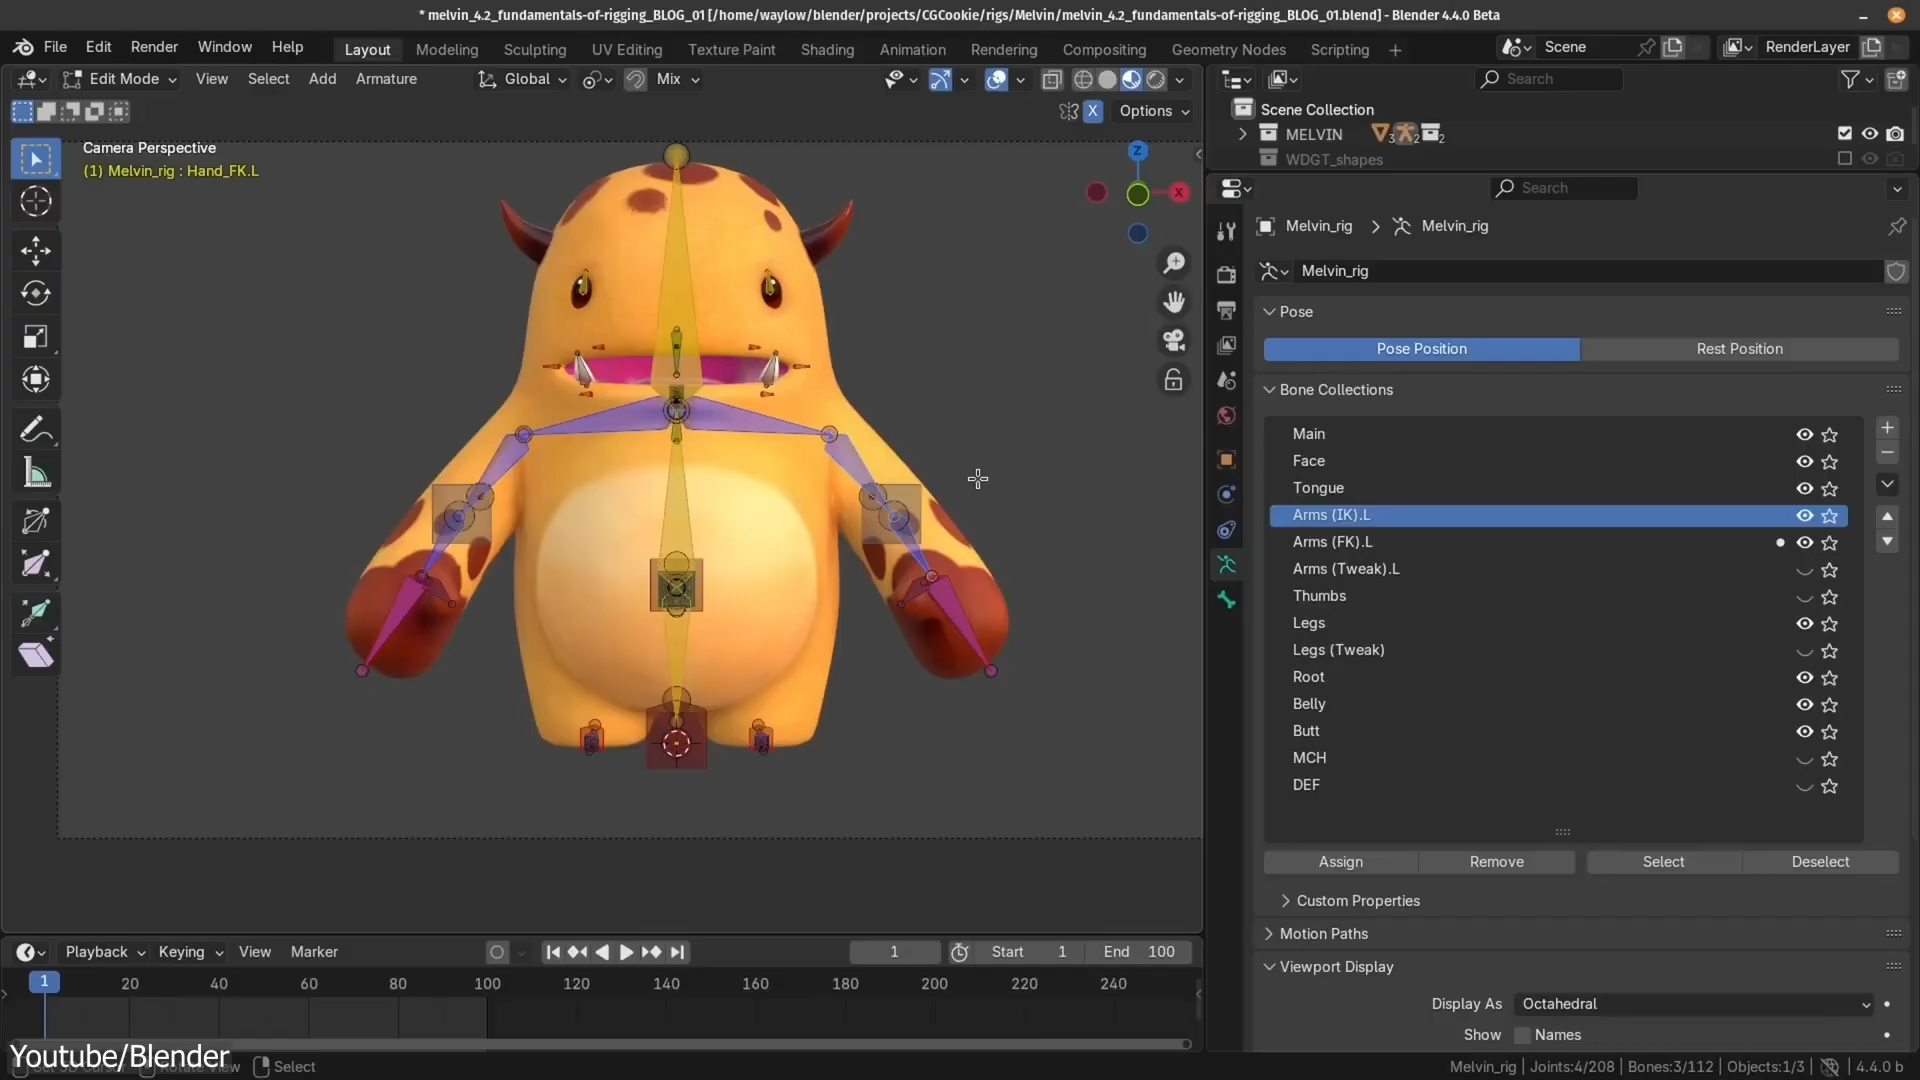 * melvin_4.2_fundamentals-of-rigging_BLOG_01 [/home/waylow/blender/projects/CGCookie/rigs/Melvin/melvin_4.2_fundamentals-of-rigging_BLOG_01.blend] - Blender 4.4.0 Beta
File Edit Render Window Help Layout Modeling Sculpting UV Editing Texture Paint Shading Animation Rendering Compositing Geometry Nodes Scripting + Scene RenderLayer
Edit Mode View Select Add Armature Global Mix Search
X Options
Scene Collection
MELVIN 3 2 2
WDGT_shapes
Camera Perspective
(1) Melvin_rig : Hand_FK.L
Z
X
Search
Melvin_rig > Melvin_rig
Melvin_rig
Pose
Pose Position Rest Position
Bone Collections
Main
Face
Tongue
Arms (IK).L
Arms (FK).L
Arms (Tweak).L
Thumbs
Legs
Legs (Tweak)
Root
Belly
Butt
MCH
DEF
Assign Remove Select Deselect
Custom Properties
Motion Paths
Viewport Display
Display As Octahedral
Show Names
Playback Keying View Marker 1 Start 1 End 100
1 20 40 60 80 100 120 140 160 180 200 220 240
Youtube/Blender
Select
Melvin_rig | Joints:4/208 | Bones:3/112 | Objects:1/3 | 4.4.0 b